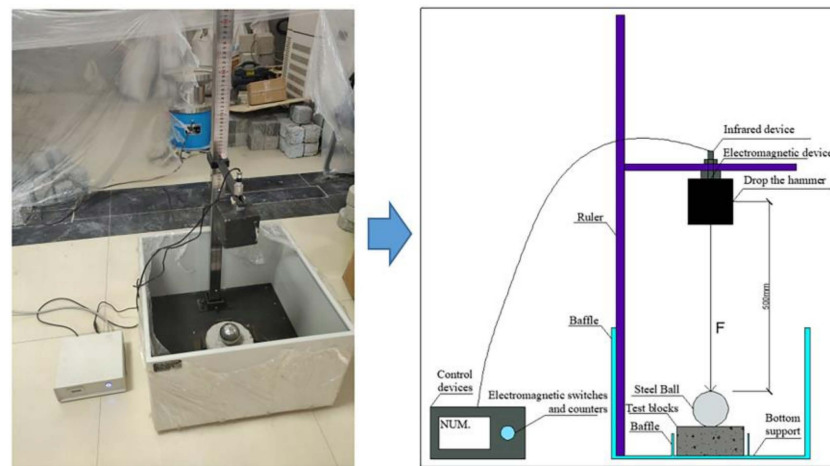 Infrared device
Electromagnetic device
Drop the hammer
Ruler
500mm
Baffle
F
Control
devices
Steel Ball
Electromagnetic switches
and counters
Test blocks
Bottom
support
Baffle
NUM.